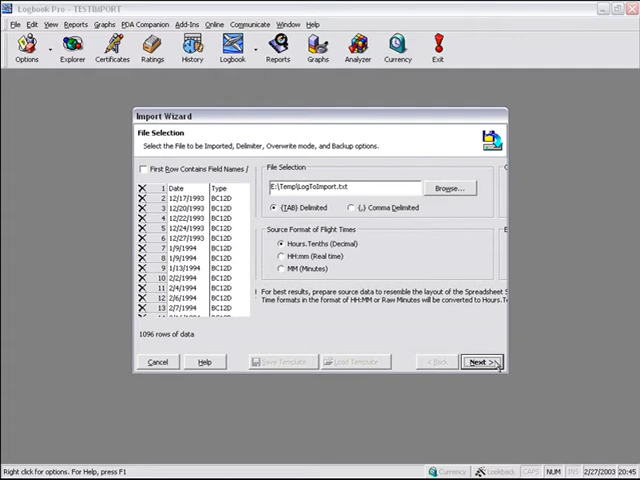 Logbook Pro - TESTIMPORT
File Edit View Reports Graphs PDA Companion Add-Ins Online Communicate Window Help
Options Explorer Certificates Ratings History Logbook Reports Graphs Analyzer Currency Exit
Import Wizard
File Selection
Select the File to be Imported, Delimiter, Overwrite mode, and Backup options.
First Row Contains Field Names /
1 Date Type
2 12/17/1993 BC12D
3 12/20/1993 BC12D
4 12/22/1993 BC12D
5 12/24/1993 BC12D
6 12/27/1993 BC12D
7 1/9/1994 BC12D
8 1/9/1994 BC12D
9 1/13/1994 BC12D
10 2/2/1994 BC12D
11 2/4/1994 BC12D
12 2/6/1994 BC12D
13 2/7/1994 BC12D
1096 rows of data
File Selection
E:\Temp\LogToImport.txt
Browse...
{TAB} Delimited {,} Comma Delimited
Source Format of Flight Times
Hours.Tenths (Decimal)
HH:mm (Real time)
MM (Minutes)
For best results, prepare source data to resemble the layout of the Spreadsheet
Time formats in the format of HH:MM or Raw Minutes will be converted to Hours.
Cancel Help Save Template Load Template < Back Next >
Right click for options. For Help, press F1
Currency Lookback CAPS NUM INS 2/27/2003 20:45